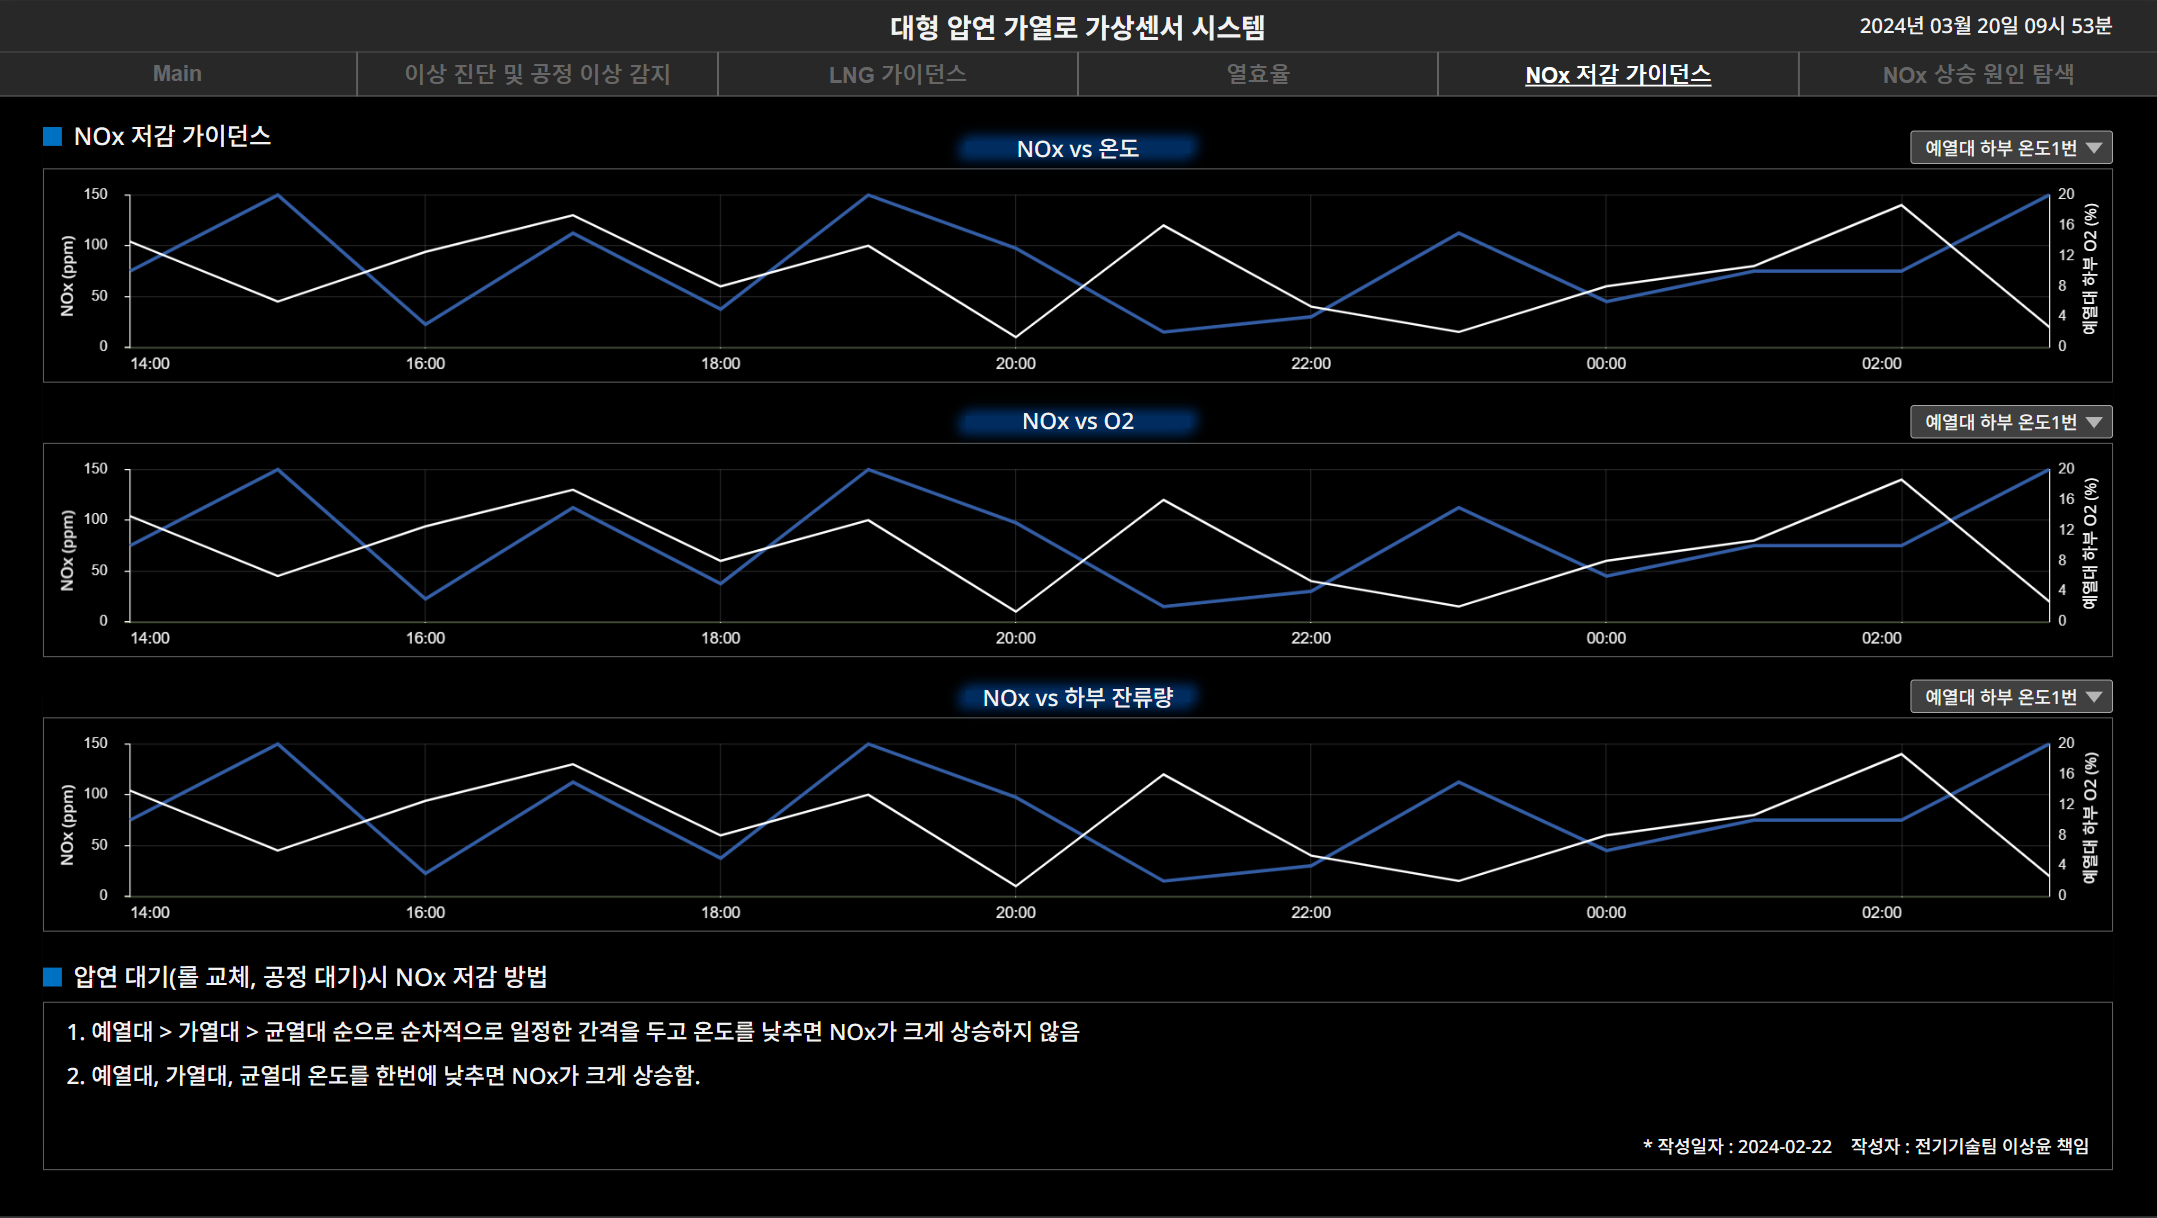 대형 압연 가열로 가상센서 시스템
2024년 03월 20일 09시 53분
Main
이상 진단 및 공정 이상 감지
LNG 가이던스
열효율
NOx 저감 가이던스
NOx 상승 원인 탐색
NOx 저감 가이던스
NOx vs 온도
예열대 하부 온도1번
NOx (ppm)
150
100
50
0
20
16
12
8
4
0
예열대 하부 O2 (%)
14:00 16:00 18:00 20:00 22:00 00:00 02:00
NOx vs O2
예열대 하부 온도1번
NOx (ppm)
150
100
50
0
20
16
12
8
4
0
예열대 하부 O2 (%)
14:00 16:00 18:00 20:00 22:00 00:00 02:00
NOx vs 하부 잔류량
예열대 하부 온도1번
NOx (ppm)
150
100
50
0
20
16
12
8
4
0
예열대 하부 O2 (%)
14:00 16:00 18:00 20:00 22:00 00:00 02:00
압연 대기(롤 교체, 공정 대기)시 NOx 저감 방법
1. 예열대 > 가열대 > 균열대 순으로 순차적으로 일정한 간격을 두고 온도를 낮추면 NOx가 크게 상승하지 않음
2. 예열대, 가열대, 균열대 온도를 한번에 낮추면 NOx가 크게 상승함.
* 작성일자 : 2024-02-22 작성자 : 전기기술팀 이상윤 책임